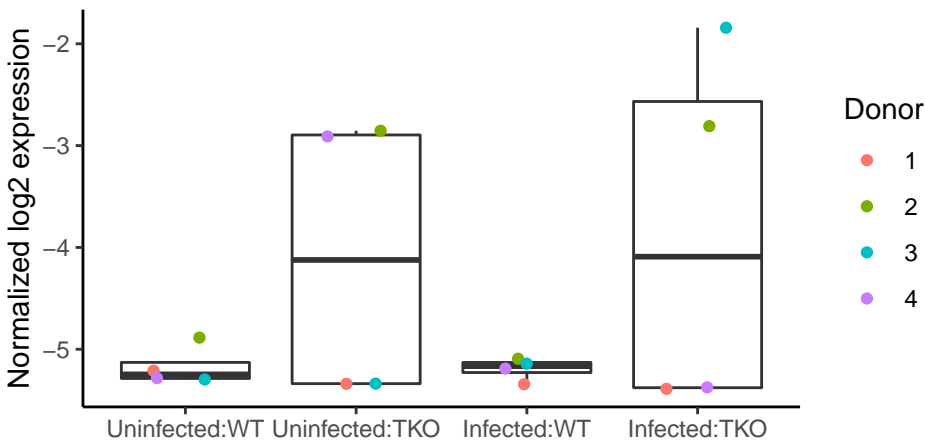 Normalized log2 expression
−2
−3
−4
−5
Uninfected:WT Uninfected:TKO Infected:WT Infected:TKO
Donor
1
2
3
4